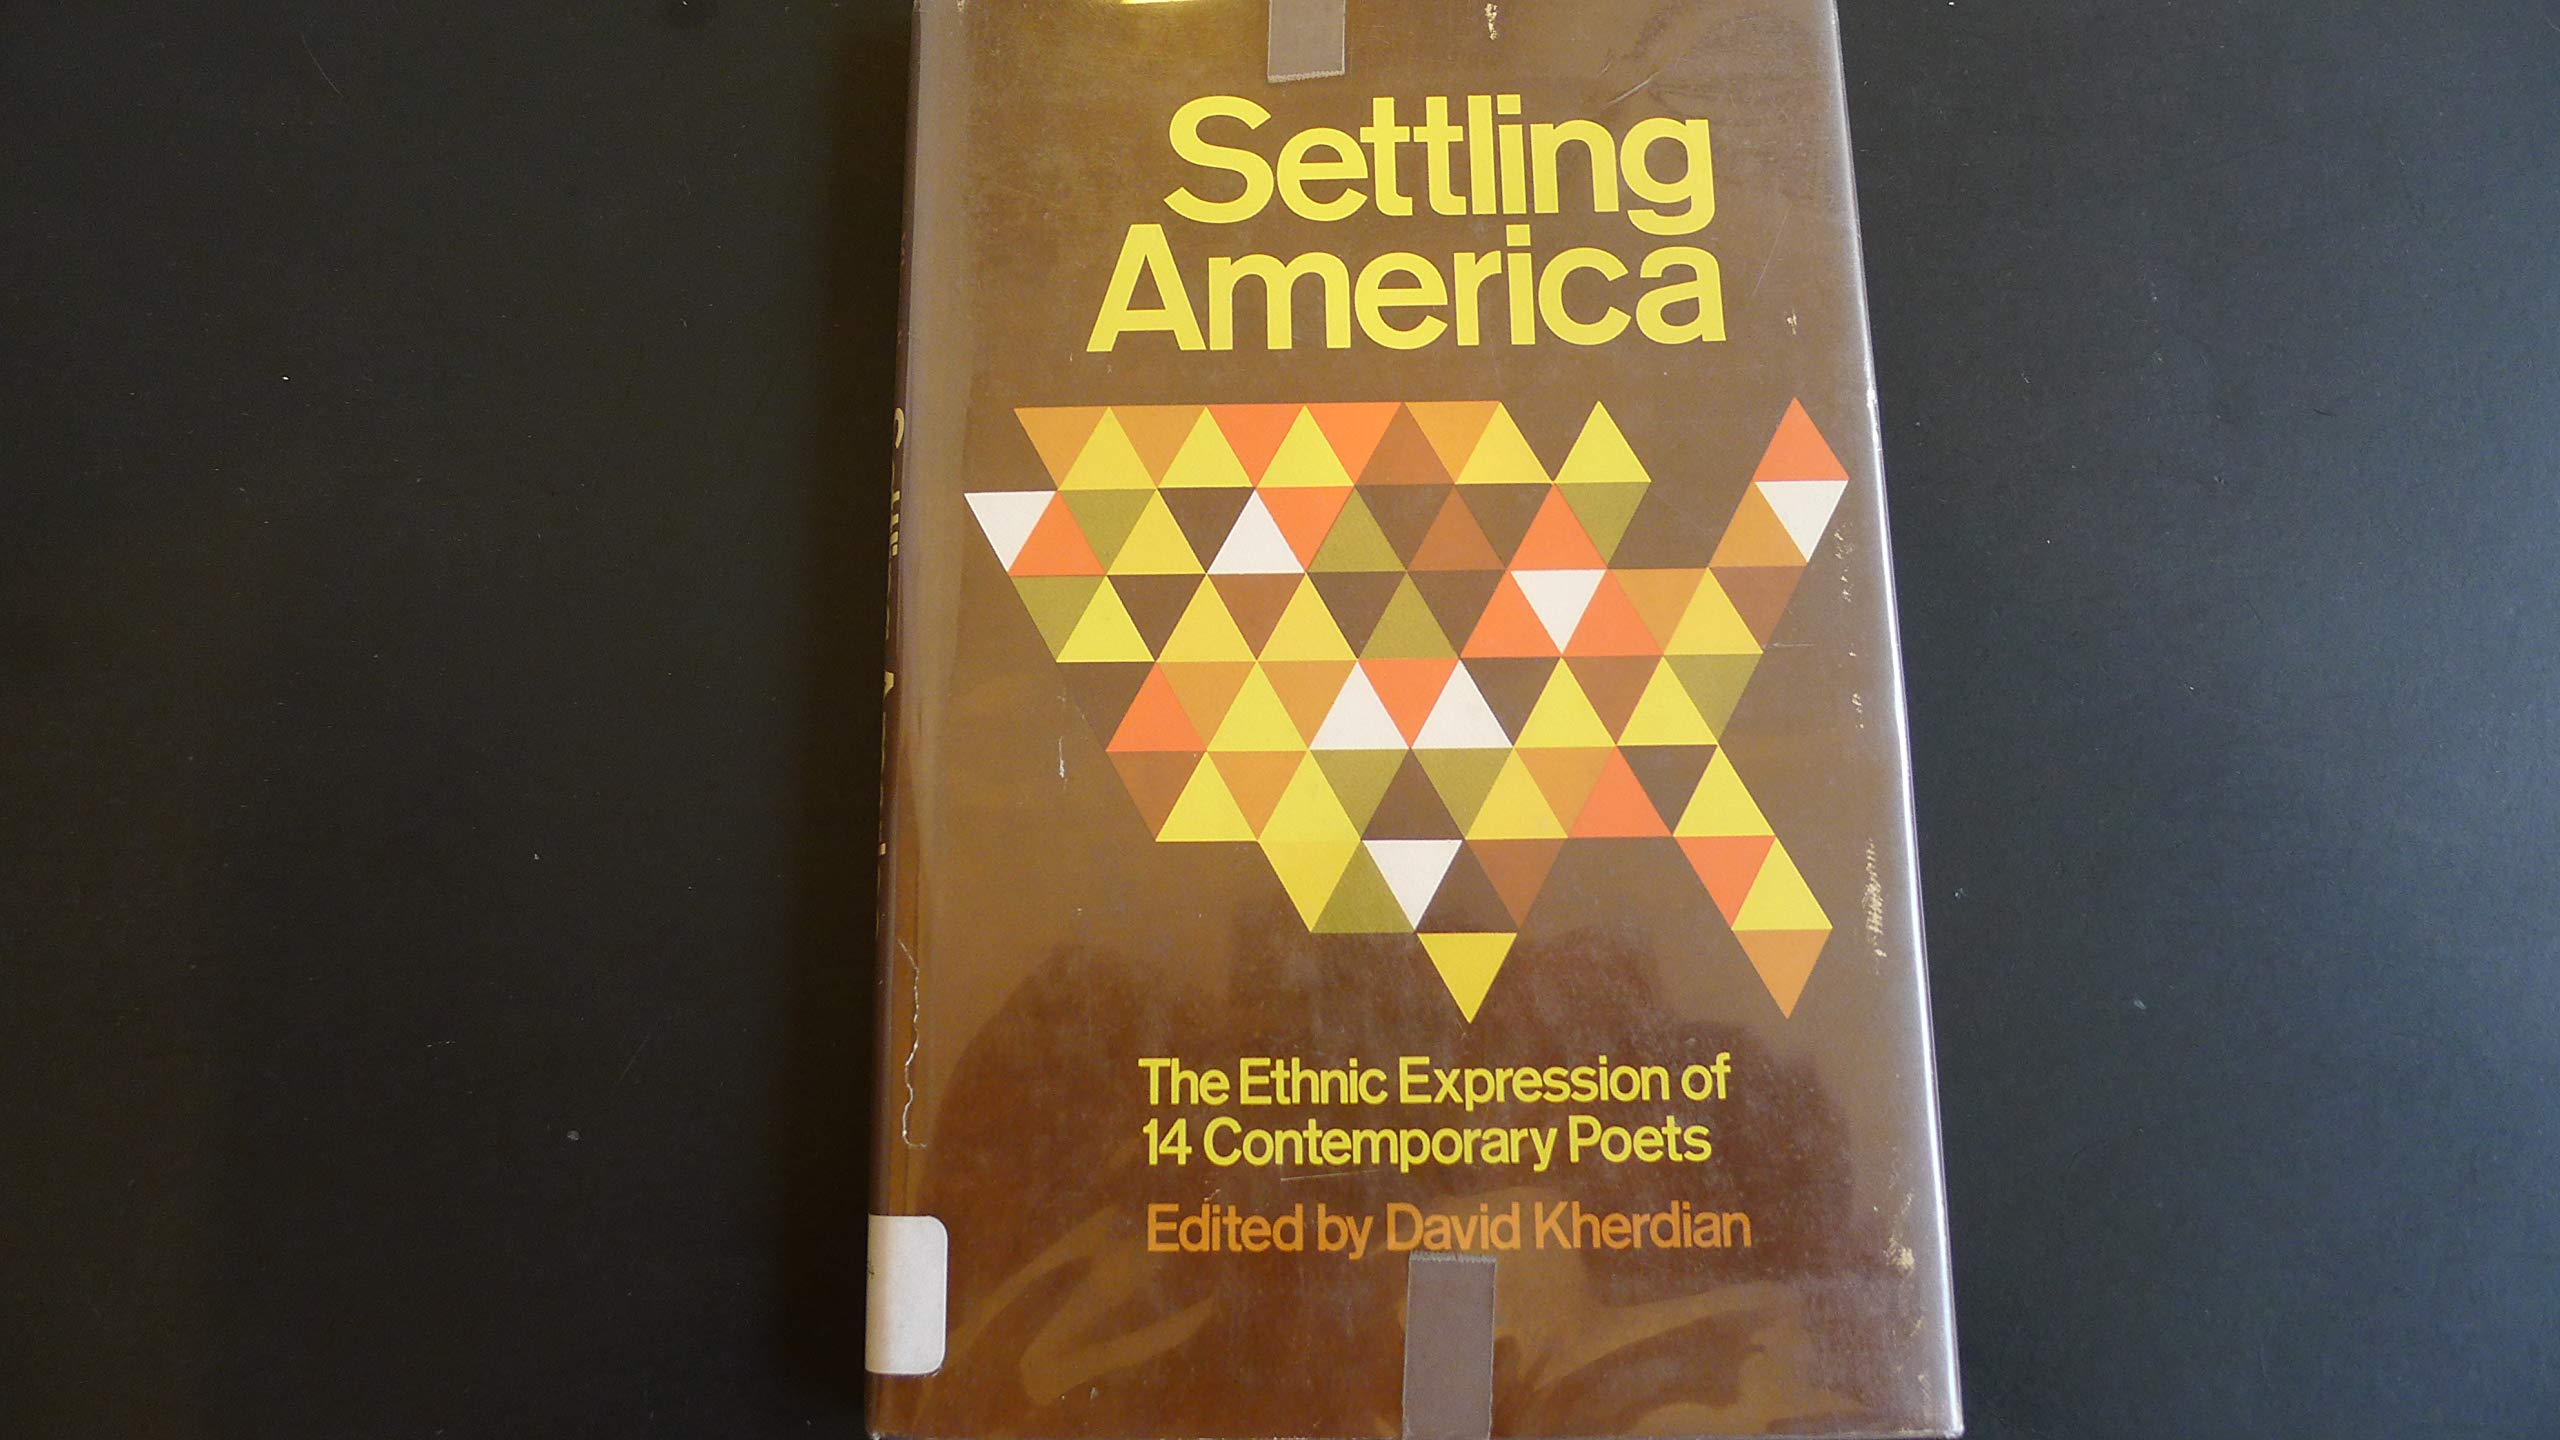 Settling
America
The Ethnic Expression of
14 Contemporary Poets
Edited by David Kherdian